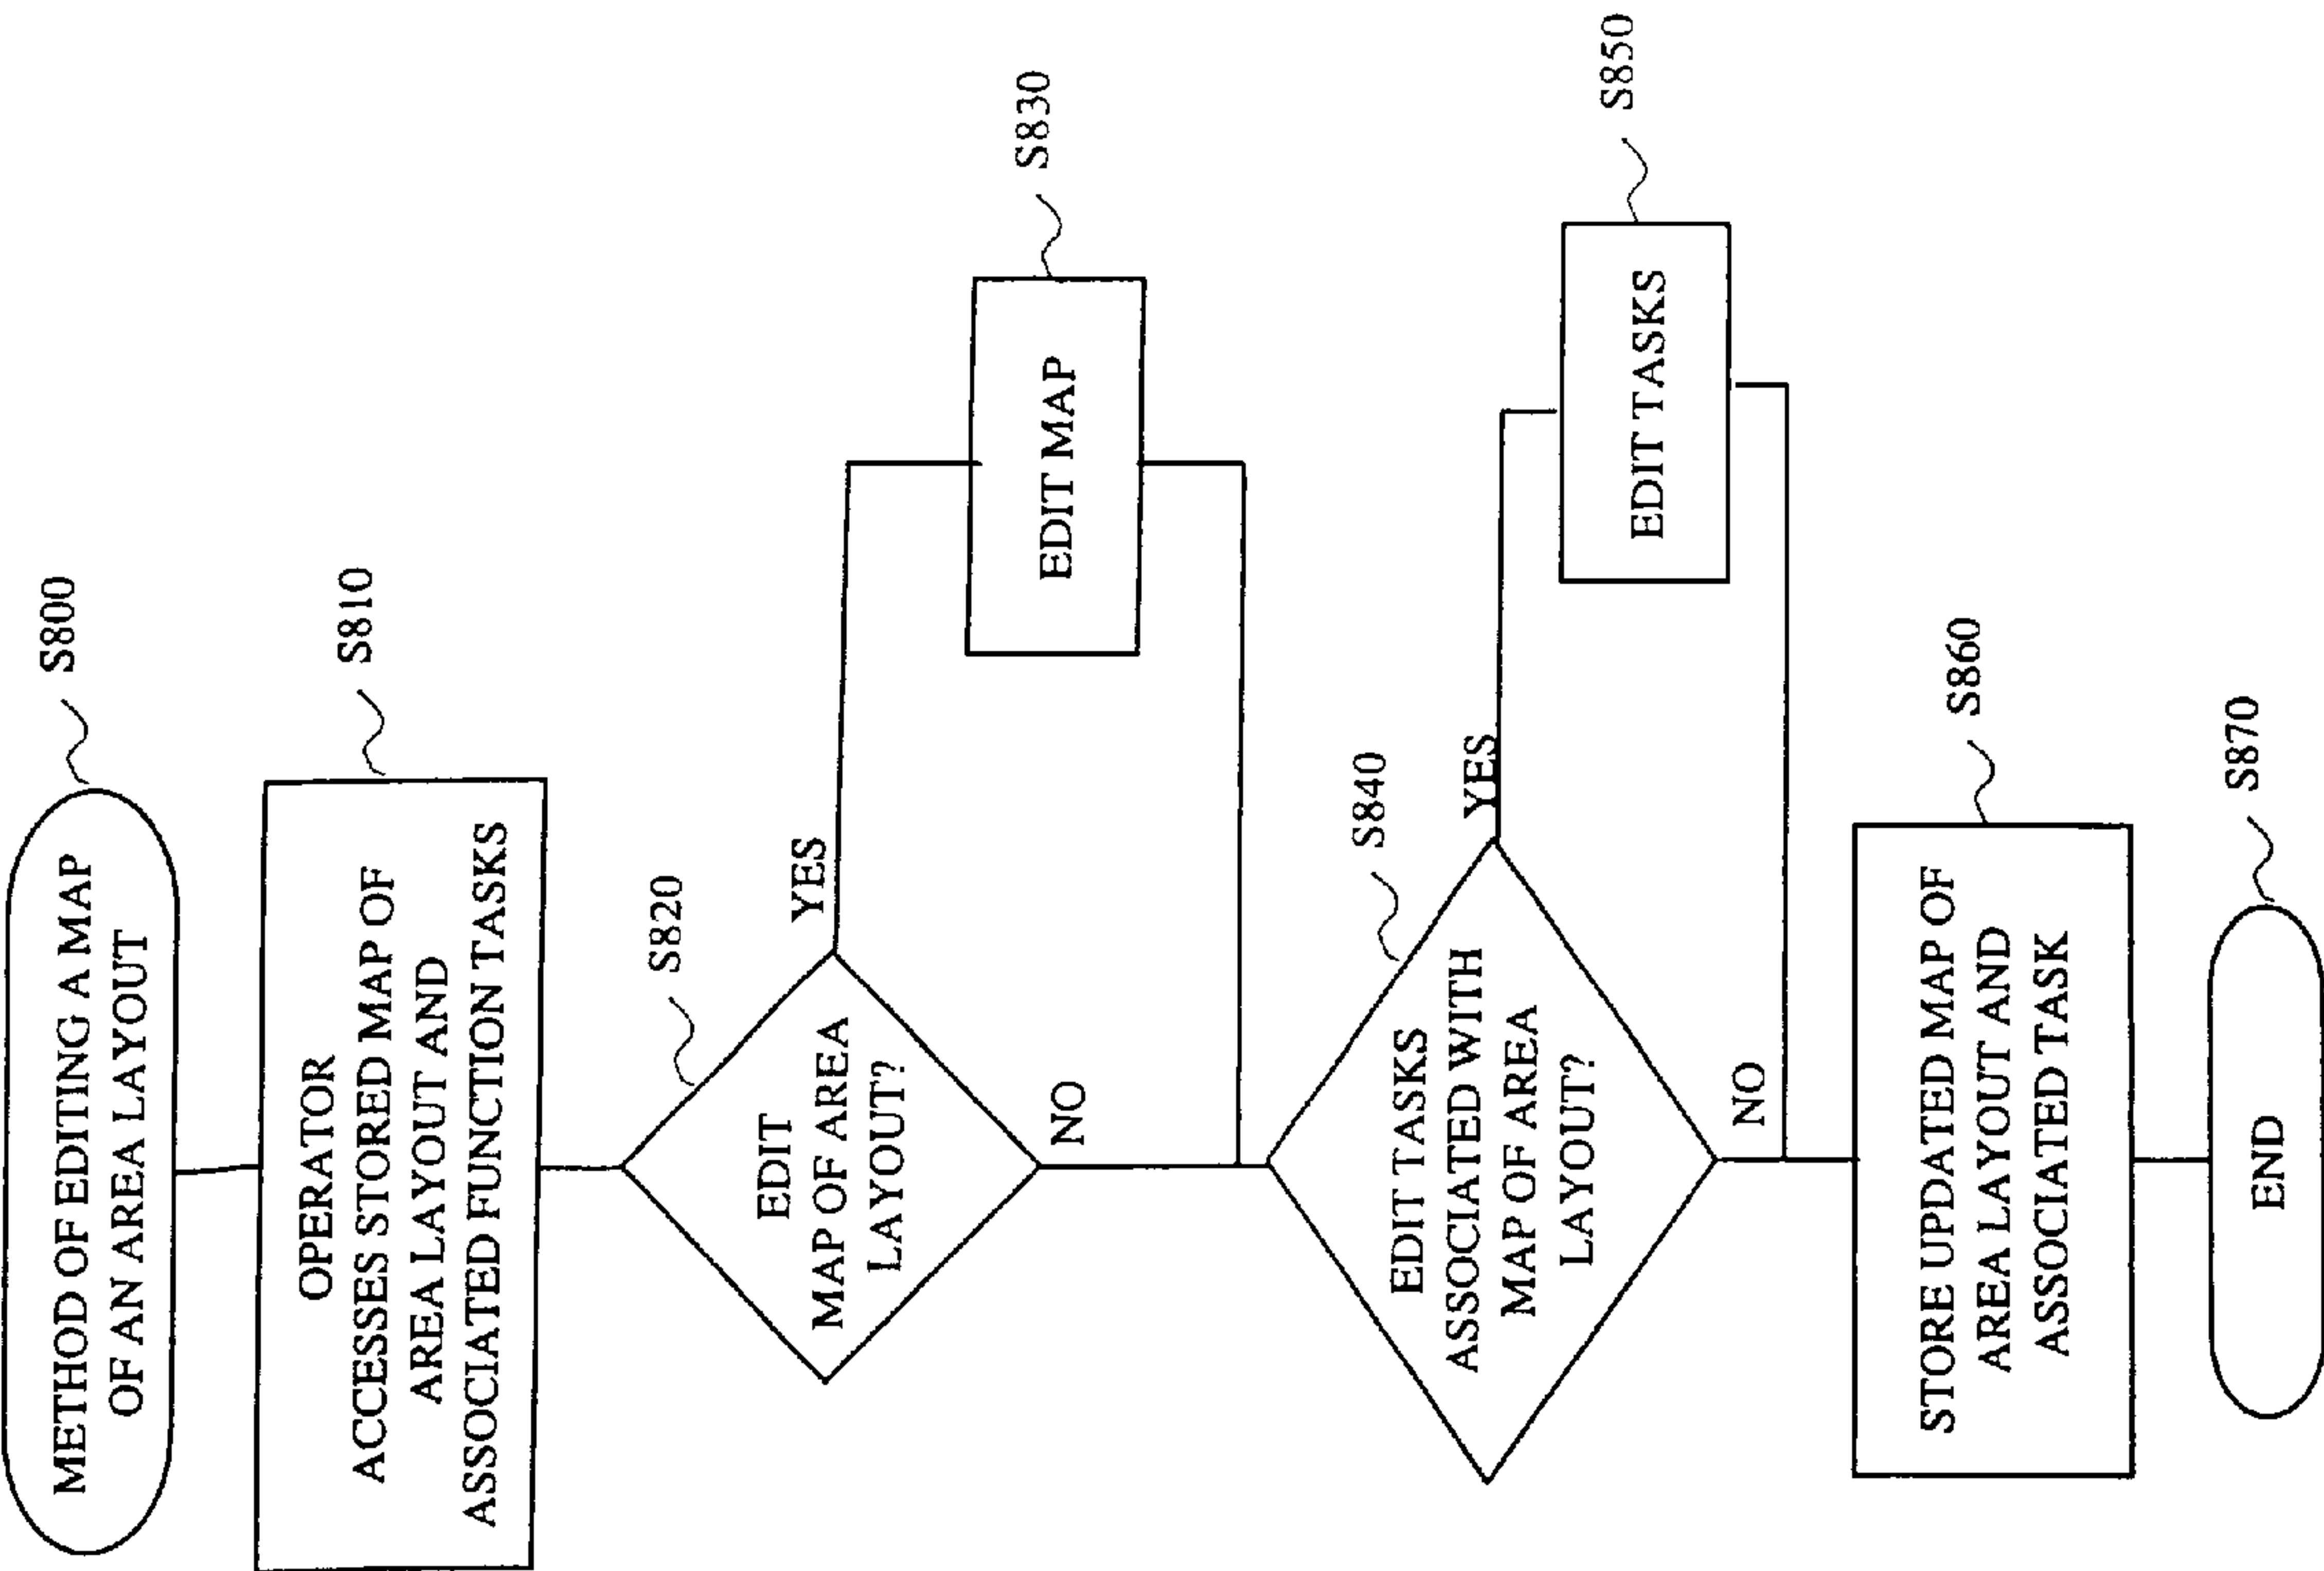 METHOD OF EDITING A MAP
OF AN AREA LAYOUT
S800
OPERATOR
ACCESSES STORED MAP OF
AREA LAYOUT AND
ASSOCIATED FUNCTION TASKS
S810
EDIT
MAP OF AREA
LAYOUT?
S820
YES
NO
EDIT MAP
S830
EDIT TASKS
ASSOCIATED WITH
MAP OF AREA
LAYOUT?
S840
YES
NO
EDIT TASKS
S850
STORE UPDATED MAP OF
AREA LAYOUT AND
ASSOCIATED TASK
S860
END
S870